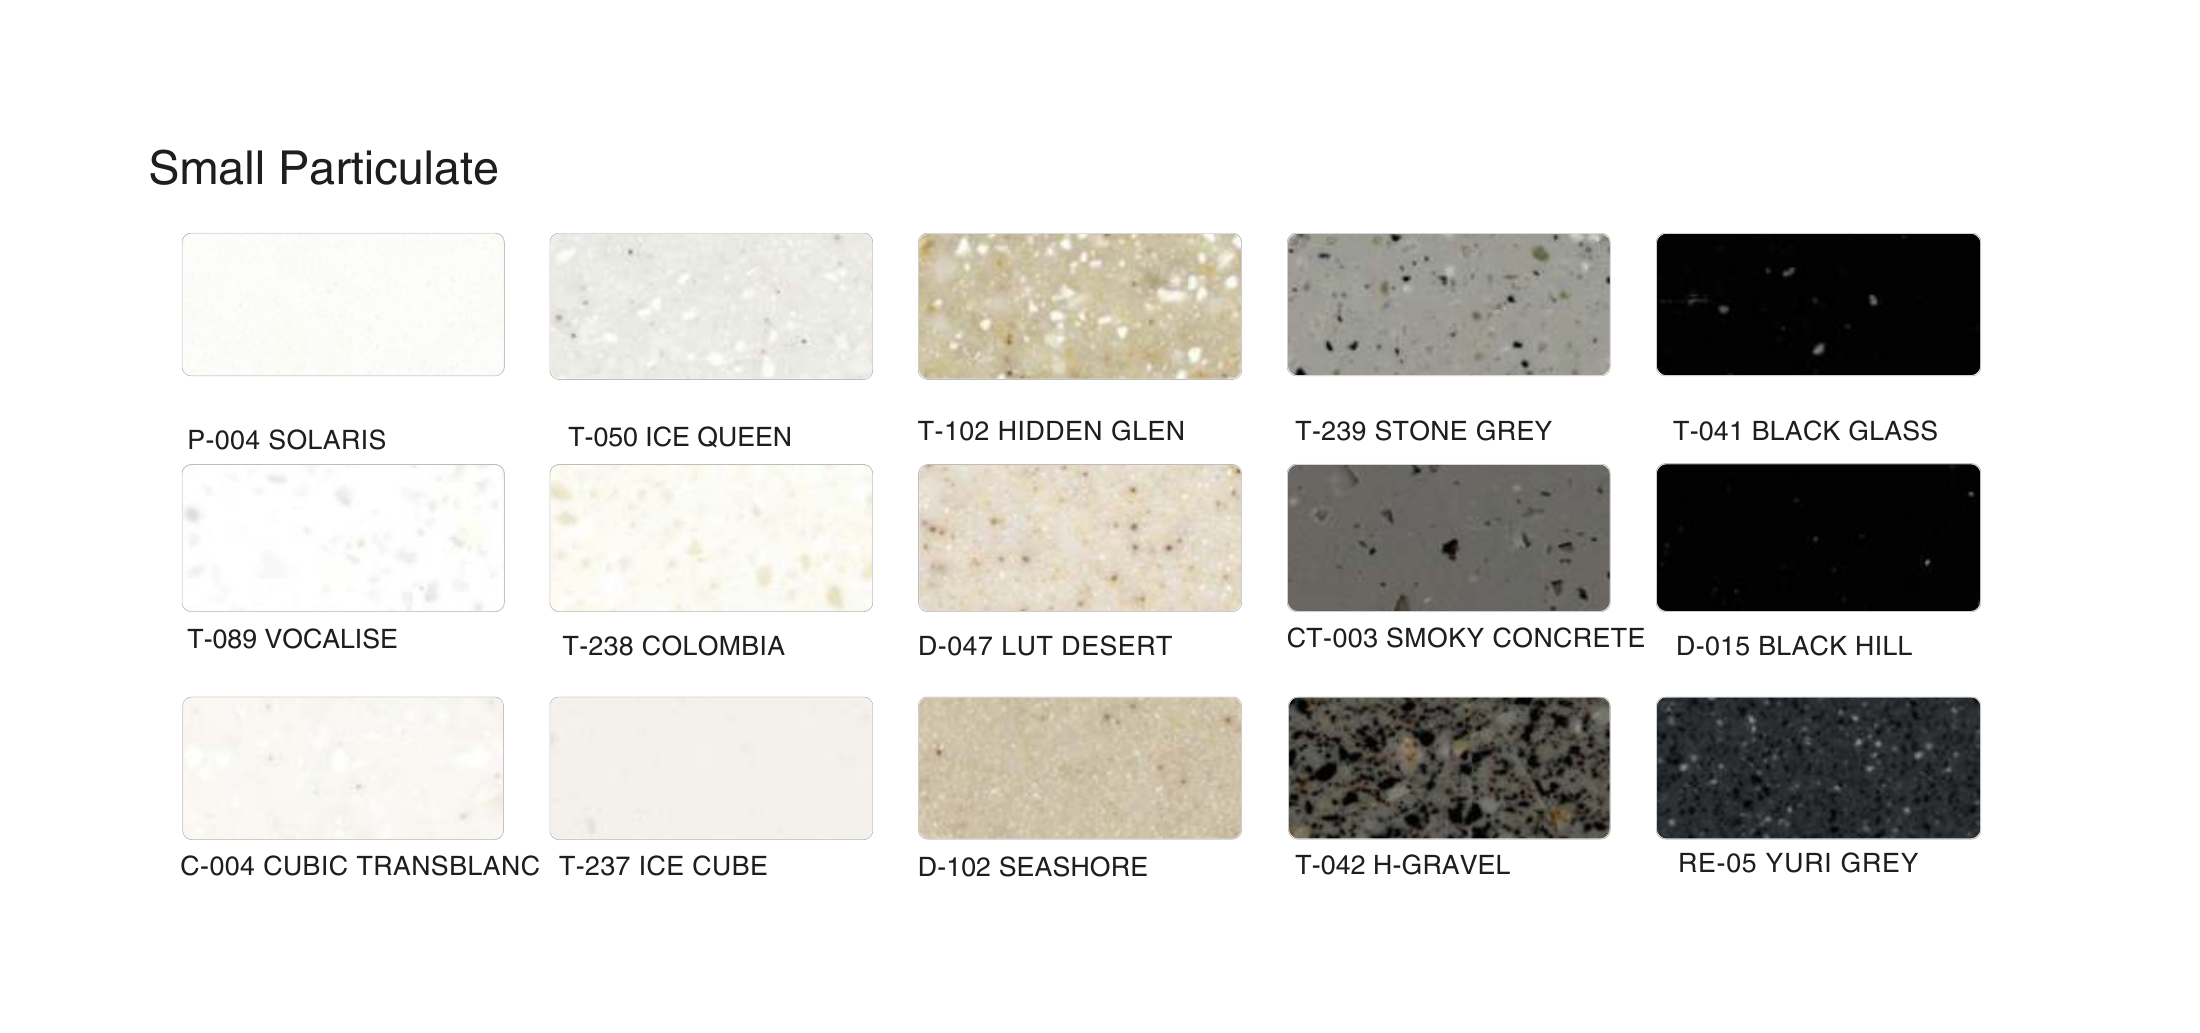 Small Particulate
P-004 SOLARIS
T-050 ICE QUEEN
T-102 HIDDEN GLEN
T-239 STONE GREY
T-041 BLACK GLASS
T-089 VOCALISE
T-238 COLOMBIA
D-047 LUT DESERT
CT-003 SMOKY CONCRETE
D-015 BLACK HILL
C-004 CUBIC TRANSBLANC
T-237 ICE CUBE
D-102 SEASHORE
T-042 H-GRAVEL
RE-05 YURI GREY